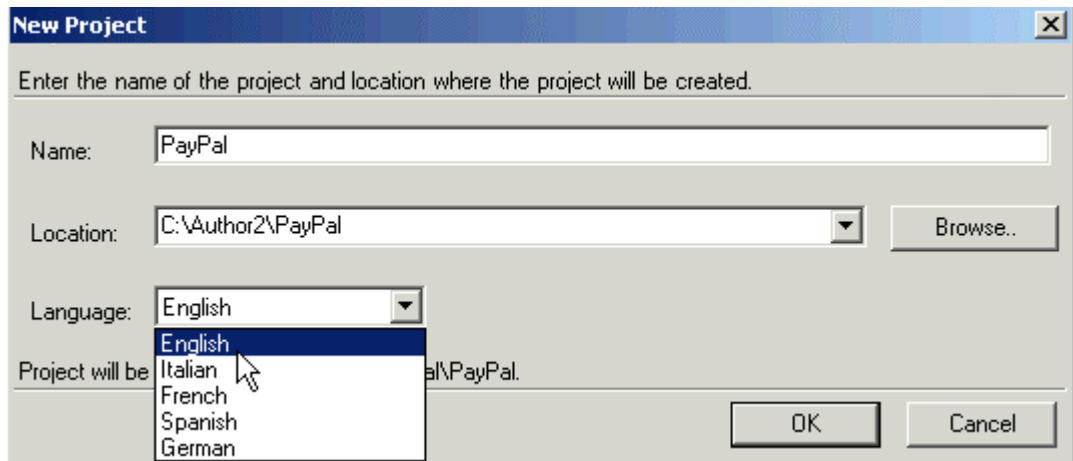 New Project
Enter the name of the project and location where the project will be created.
Name: PayPal
Location: C:\Author2\PayPal Browse..
Language: English
English
Project will be Italian al\PayPal.
French
Spanish
OK Cancel
German